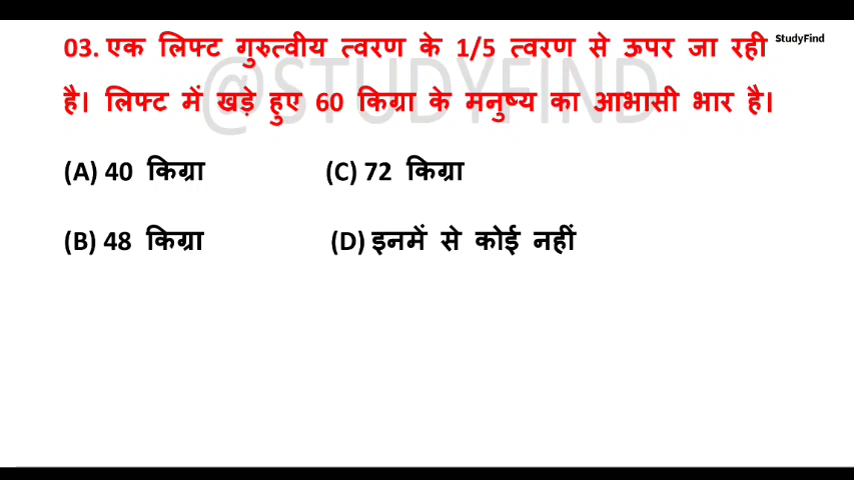 03. एक लिफ्ट गुरुत्वीय त्वरण के 1/5 त्वरण से ऊपर जा रही
StudyFind
है। लिफ्ट में खड़े हुए 60 किग्रा के मनुष्य का आभासी भार है।
@STUDYFIND
(A) 40 किग्रा (C) 72 किग्रा
(B) 48 किग्रा (D) इनमें से कोई नहीं